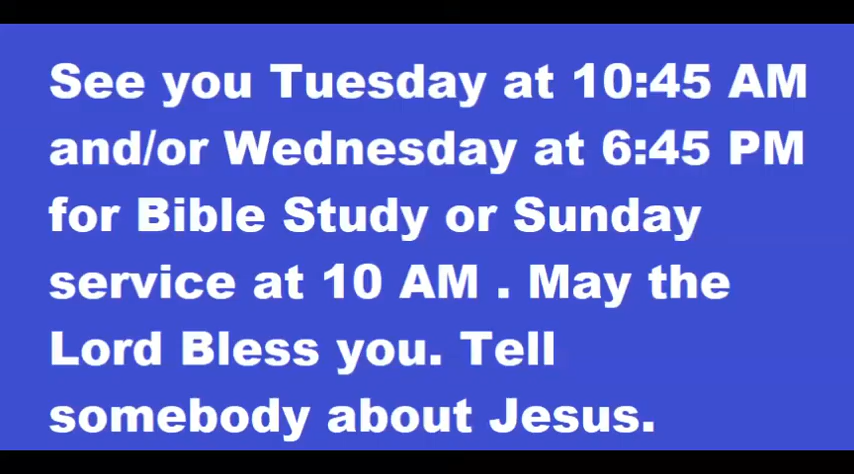 See you Tuesday at 10:45 AM
and/or Wednesday at 6:45 PM
for Bible Study or Sunday
service at 10 AM . May the
Lord Bless you. Tell
somebody about Jesus.